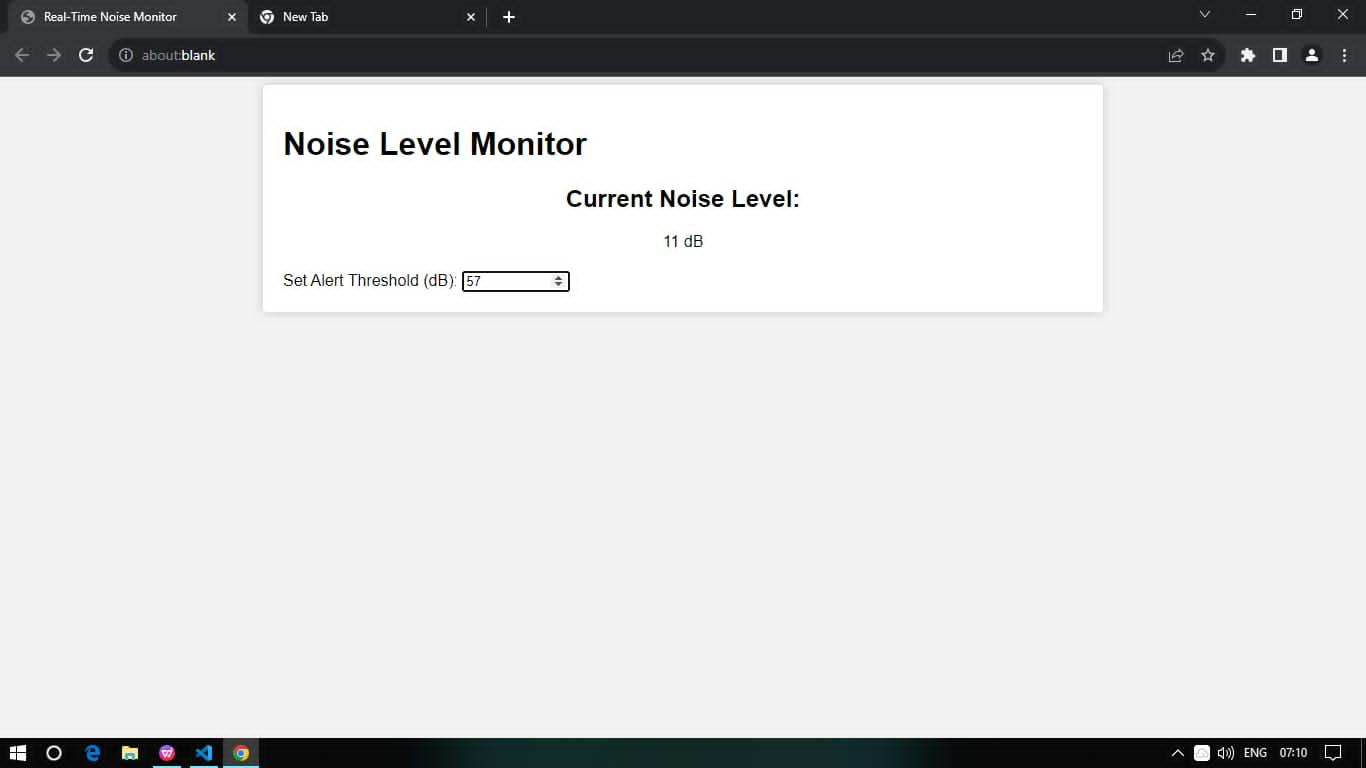 Real-Time Noise Monitor
New Tab
about:blank
Noise Level Monitor
Current Noise Level:
11 dB
Set Alert Threshold (dB): 57
ENG 07:10